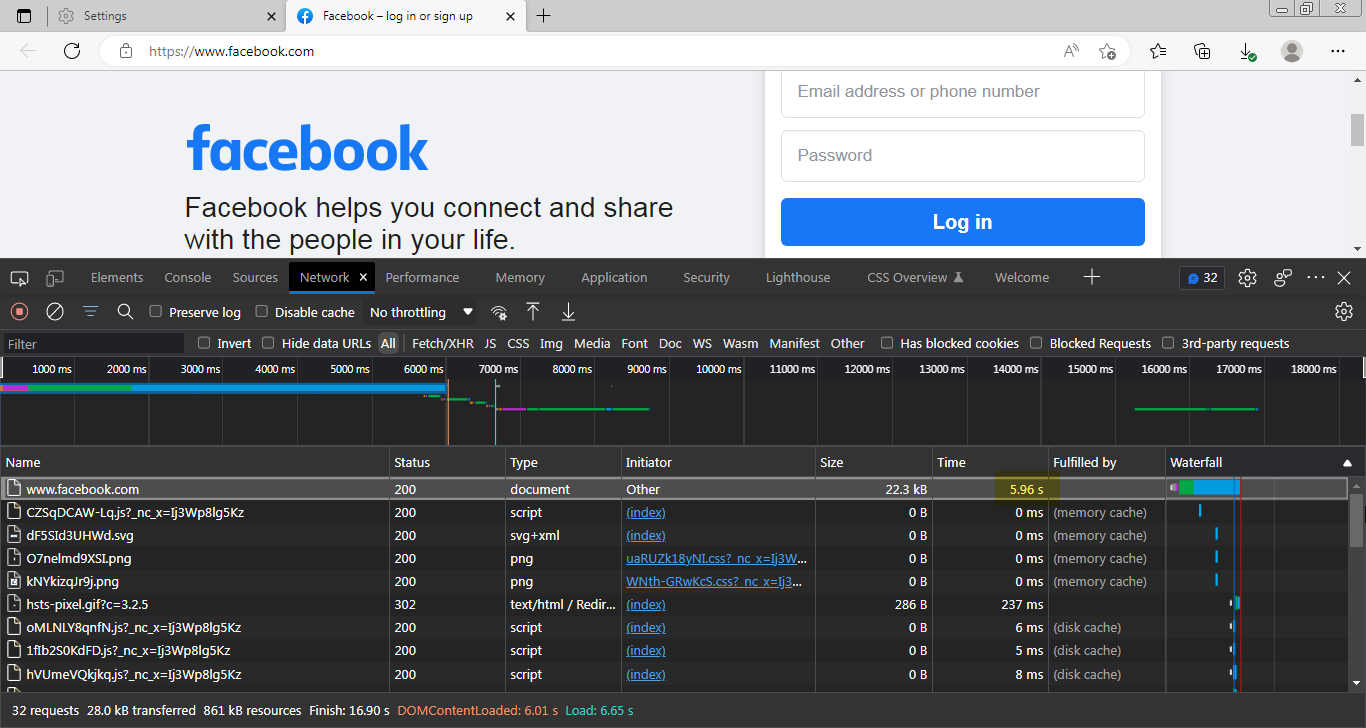 Settings
Facebook – log in or sign up
https://www.facebook.com
Email address or phone number
facebook
Password
Facebook helps you connect and share
with the people in your life.
Log in
Elements Console Sources Network Performance Memory Application Security Lighthouse CSS Overview Welcome 32
Preserve log Disable cache No throttling
Filter Invert Hide data URLs All Fetch/XHR JS CSS Img Media Font Doc WS Wasm Manifest Other Has blocked cookies Blocked Requests 3rd-party requests
1000 ms 2000 ms 3000 ms 4000 ms 5000 ms 6000 ms 7000 ms 8000 ms 9000 ms 10000 ms 11000 ms 12000 ms 13000 ms 14000 ms 15000 ms 16000 ms 17000 ms 18000 ms
Name Status Type Initiator Size Time Fulfilled by Waterfall
www.facebook.com 200 document Other 22.3 kB 5.96 s
CZSqDCAW-Lq.js?_nc_x=Ij3Wp8lg5Kz 200 script (index) 0 B 0 ms (memory cache)
dF5SId3UHWd.svg 200 svg+xml (index) 0 B 0 ms (memory cache)
O7nelmd9XSI.png 200 png uaRUZk18yNI.css?_nc_x=Ij3W... 0 B 0 ms (memory cache)
kNYkizqJr9j.png 200 png WNth-GRwKcS.css?_nc_x=Ij3... 0 B 0 ms (memory cache)
hsts-pixel.gif?c=3.2.5 302 text/html / Redir... (index) 286 B 237 ms
oMLNLY8qnfN.js?_nc_x=Ij3Wp8lg5Kz 200 script (index) 0 B 6 ms (disk cache)
1fIb2S0KdFD.js?_nc_x=Ij3Wp8lg5Kz 200 script (index) 0 B 5 ms (disk cache)
hVUmeVQkjkq.js?_nc_x=Ij3Wp8lg5Kz 200 script (index) 0 B 8 ms (disk cache)
32 requests 28.0 kB transferred 861 kB resources Finish: 16.90 s DOMContentLoaded: 6.01 s Load: 6.65 s